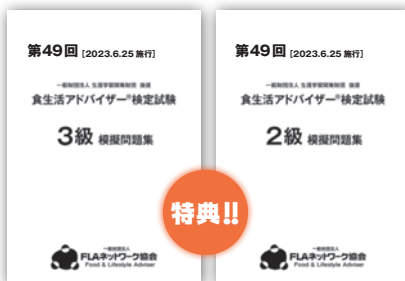 第49回 [2023.6.25 施行]
一般財団法人 生涯学習開発財団 後援
食生活アドバイザー®検定試験
3級 模擬問題集
一般社団法人
FLAネットワーク協会
Food & Lifestyle Adviser
第49回 [2023.6.25 施行]
一般財団法人 生涯学習開発財団 後援
食生活アドバイザー®検定試験
2級 模擬問題集
一般社団法人
FLAネットワーク協会
Food & Lifestyle Adviser
特典!!